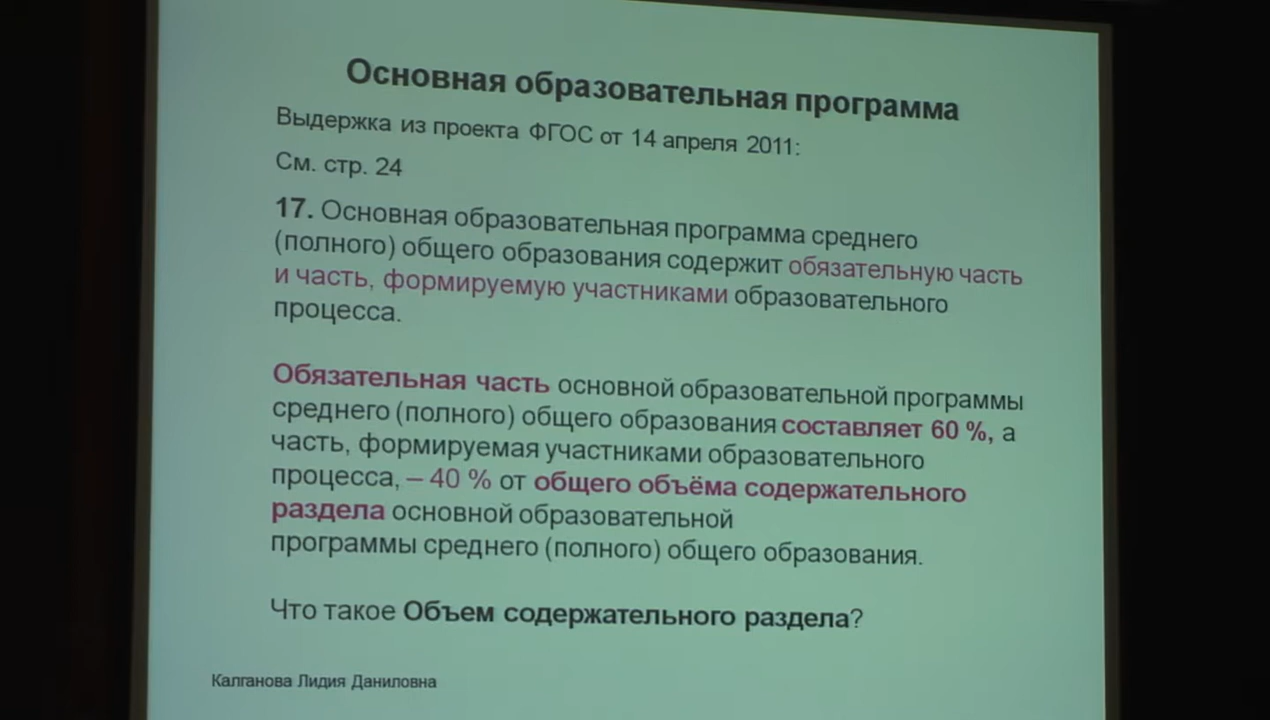 Основная образовательная программа
Выдержка из проекта ФГОС от 14 апреля 2011:
См. стр. 24
17. Основная образовательная программа среднего
(полного) общего образования содержит обязательную часть
и часть, формируемую участниками образовательного
процесса.
Обязательная часть основной образовательной программы
среднего (полного) общего образования составляет 60 %, а
часть, формируемая участниками образовательного
процесса, – 40 % от общего объёма содержательного
раздела основной образовательной
программы среднего (полного) общего образования.
Что такое Объем содержательного раздела?
Калганова Лидия Даниловна